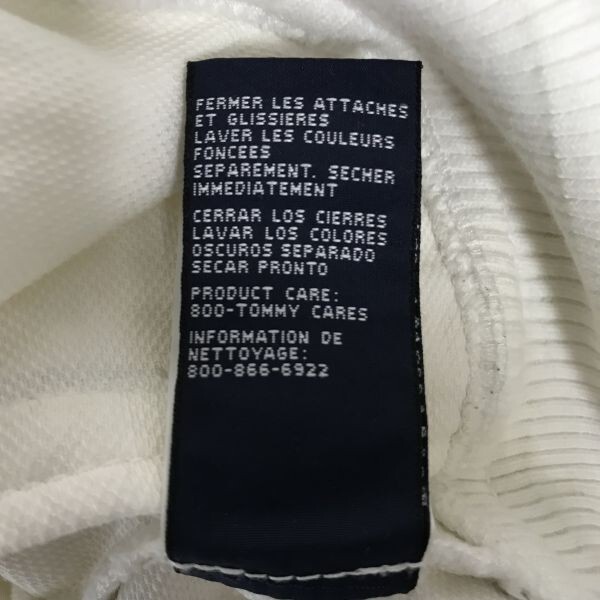 FERMER LES ATTACHES
ET GLISSIERES
LAVER LES COULEURS
FONCEES
SEPAREMENT. SECHER
IMMEDIATEMENT
CERRAR LOS CIERRES
LAVAR LOS COLORES
OSCUROS SEPARADO
SECAR PRONTO
PRODUCT CARE:
800-TOMMY CARES
INFORMATION DE
NETTOYAGE:
800-866-6922